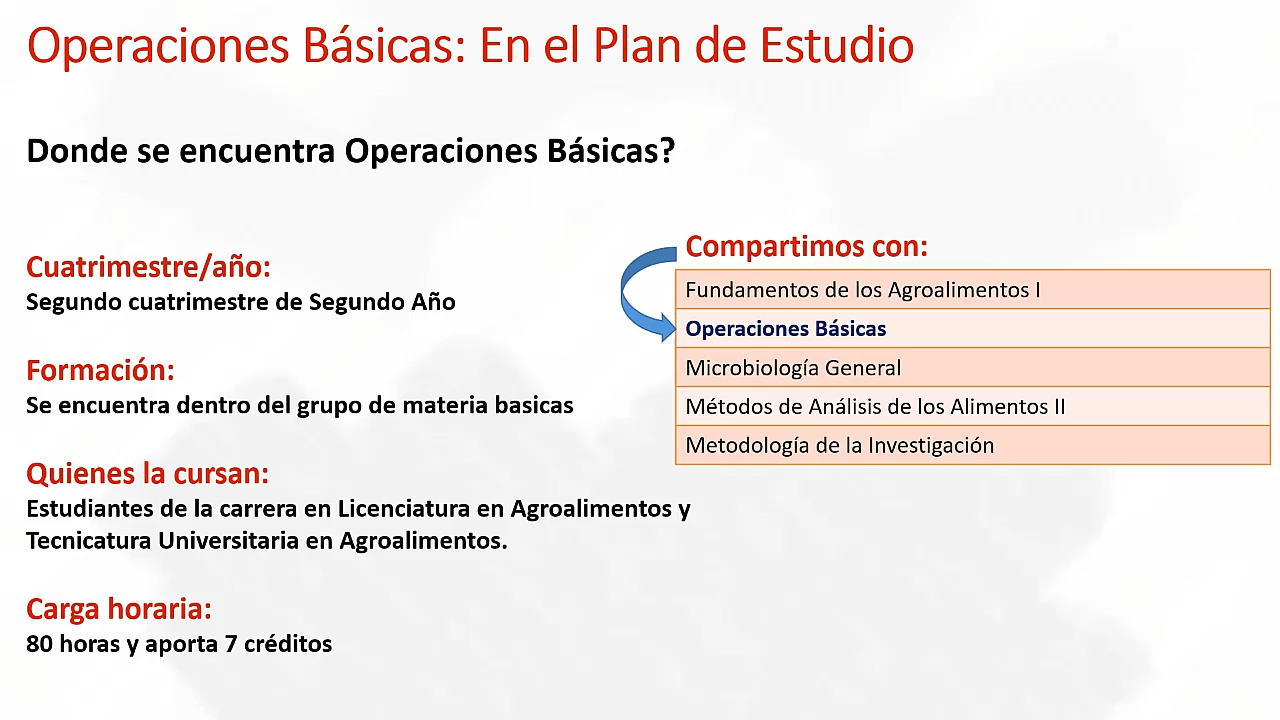 Operaciones Básicas: En el Plan de Estudio
Donde se encuentra Operaciones Básicas?
Cuatrimestre/año:
Segundo cuatrimestre de Segundo Año
Formación:
Se encuentra dentro del grupo de materia basicas
Quienes la cursan:
Estudiantes de la carrera en Licenciatura en Agroalimentos y
Tecnicatura Universitaria en Agroalimentos.
Carga horaria:
80 horas y aporta 7 créditos
Compartimos con:
Fundamentos de los Agroalimentos I
Operaciones Básicas
Microbiología General
Métodos de Análisis de los Alimentos II
Metodología de la Investigación